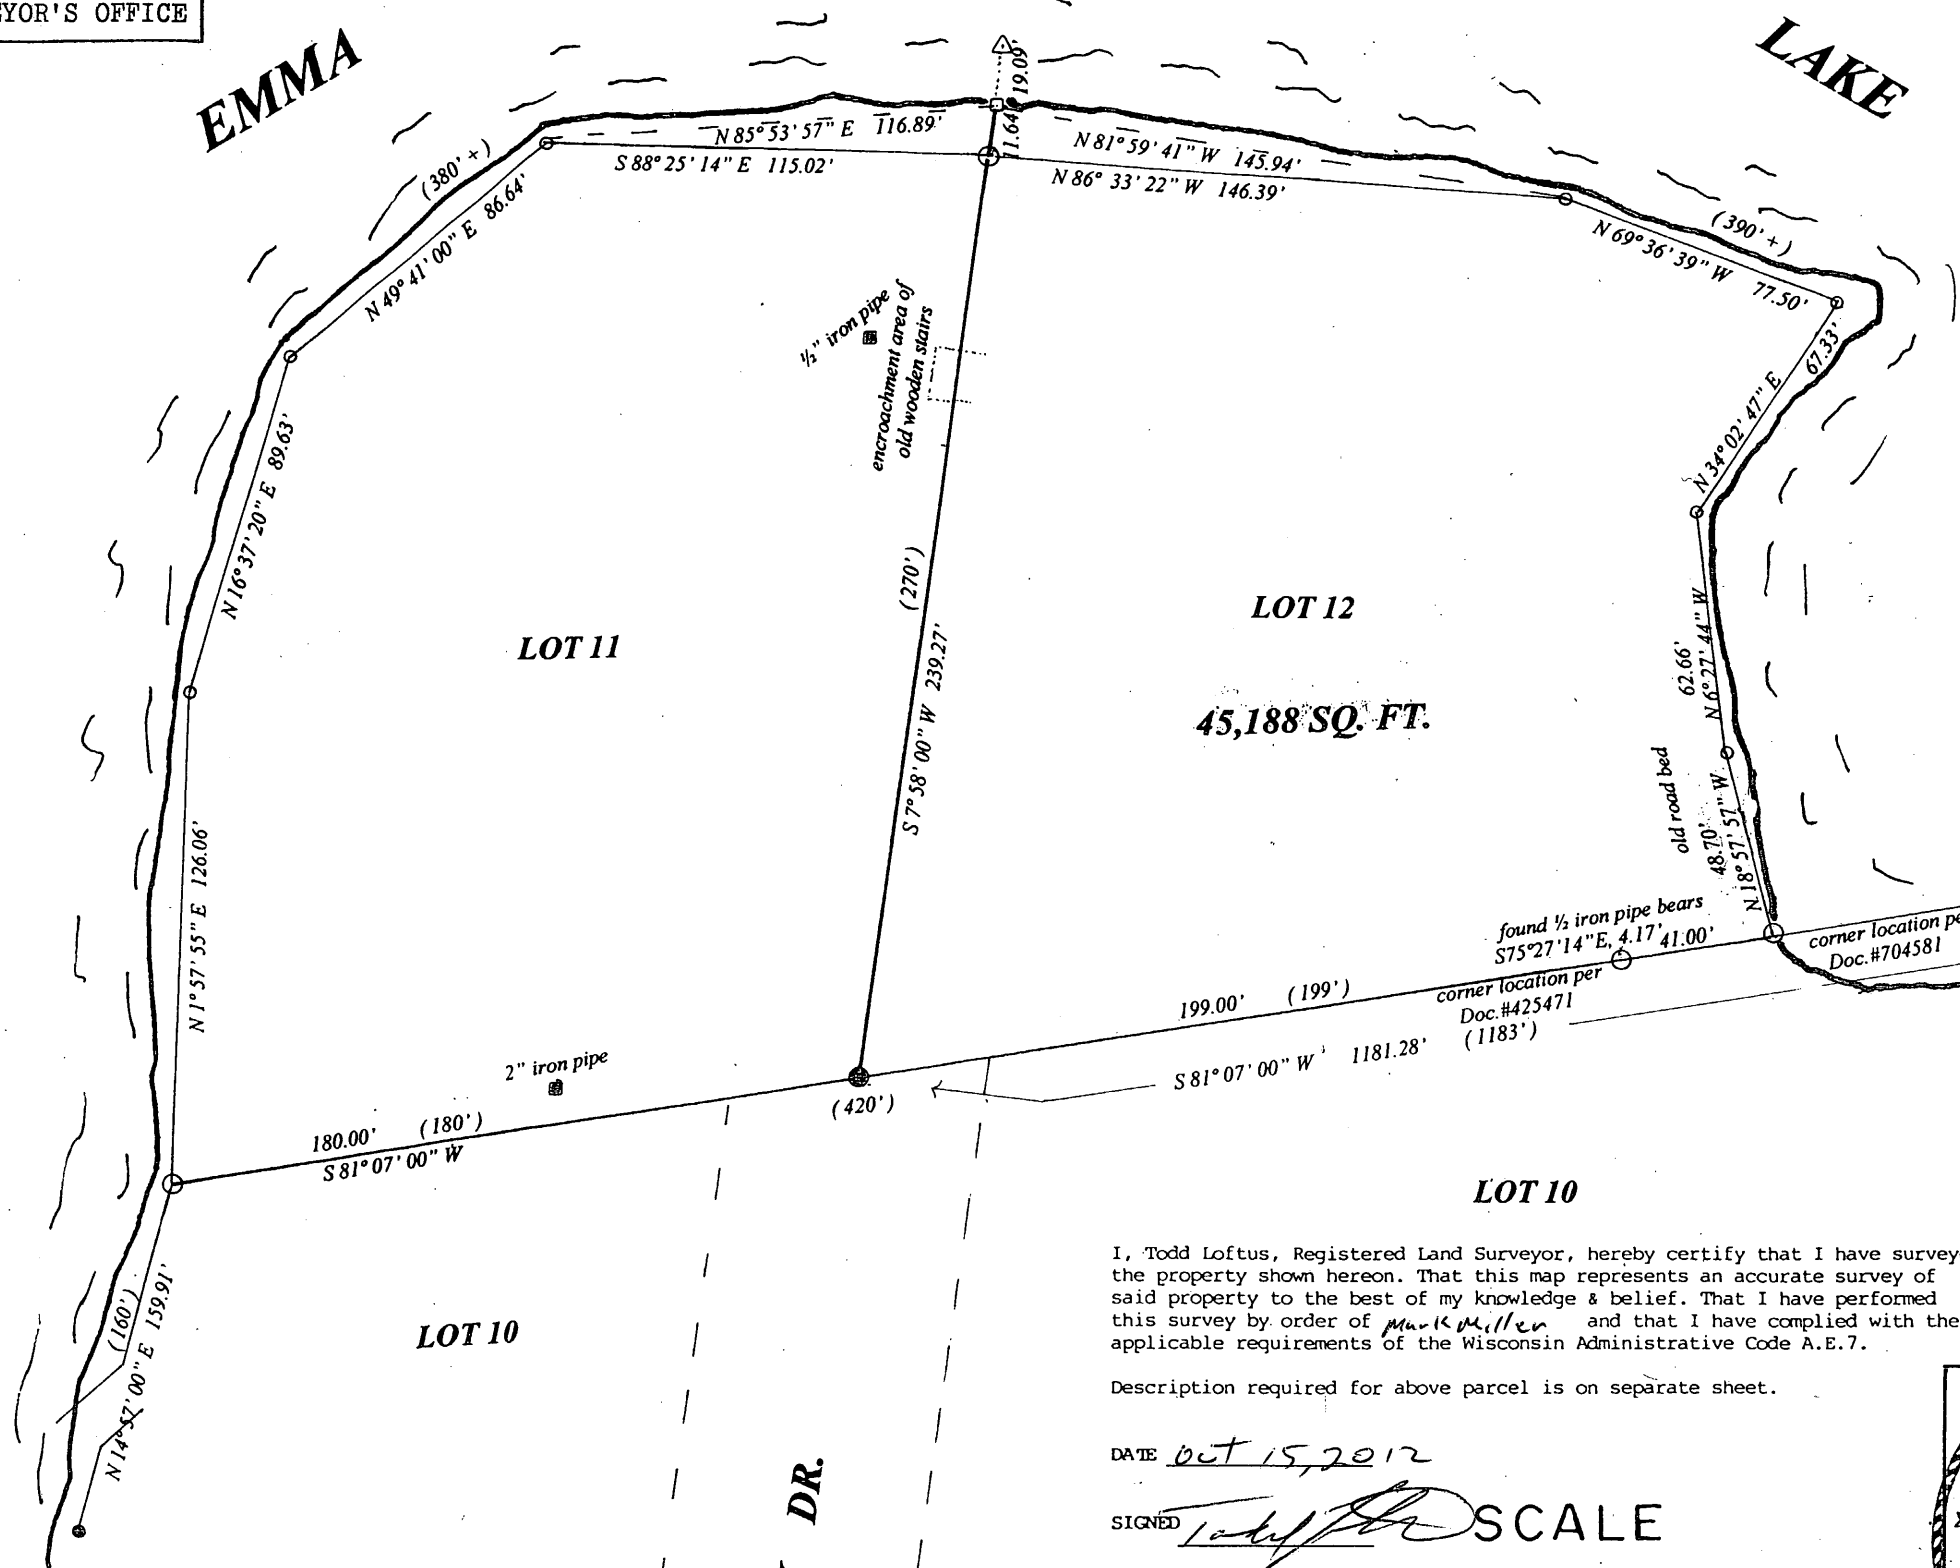 YOR'S OFFICE
EMMA
LAKE
19.09'
11.64'
(380' +)
N 85° 53' 57" E 116.89'
S 88° 25' 14" E 115.02'
N 81° 59' 41" W 145.94'
N 86° 33' 22" W 146.39'
(390' +)
N 69° 36' 39" W 77.50'
N 49° 41' 00" E 86.64'
½" iron pipe
encroachment area of
old wooden stairs
67.33'
N 34° 02' 47" E
N 16° 37' 20" E 89.63'
(270')
S 7° 58' 00" W 239.27'
LOT 11
LOT 12
45,188 SQ. FT.
62.66'
N 6° 27' 44" W
old road bed
48.70'
N 18° 57' 57" W
N 1° 57' 55" E 126.06'
found ½ iron pipe bears
S75°27'14"E, 4.17'
41.00'
corner location pe
Doc.#704581
199.00' (199')
corner location per
Doc.#425471
S 81° 07' 00" W 1181.28' (1183')
2" iron pipe
(420')
180.00' (180')
S 81° 07' 00" W
LOT 10
LOT 10
(160')
N 14° 57' 00" E 159.91'
DR.
I, Todd Loftus, Registered Land Surveyor, hereby certify that I have survey
the property shown hereon. That this map represents an accurate survey of
said property to the best of my knowledge & belief. That I have performed
this survey by order of Mark Miller and that I have complied with the
applicable requirements of the Wisconsin Administrative Code A.E.7.
Description required for above parcel is on separate sheet.
DATE Oct 15, 2012
SIGNED
SCALE